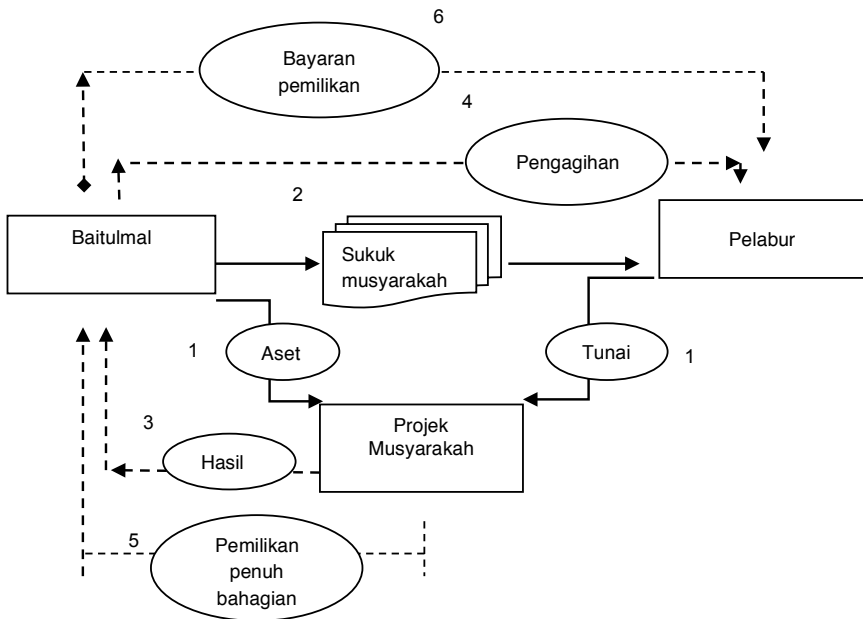 6
Bayaran
pemilikan
4
Pengagihan
2
Baitulmal
Sukuk
musyarakah
Pelabur
1
Aset
Tunai
1
Projek
Musyarakah
3
Hasil
5
Pemilikan
penuh
bahagian